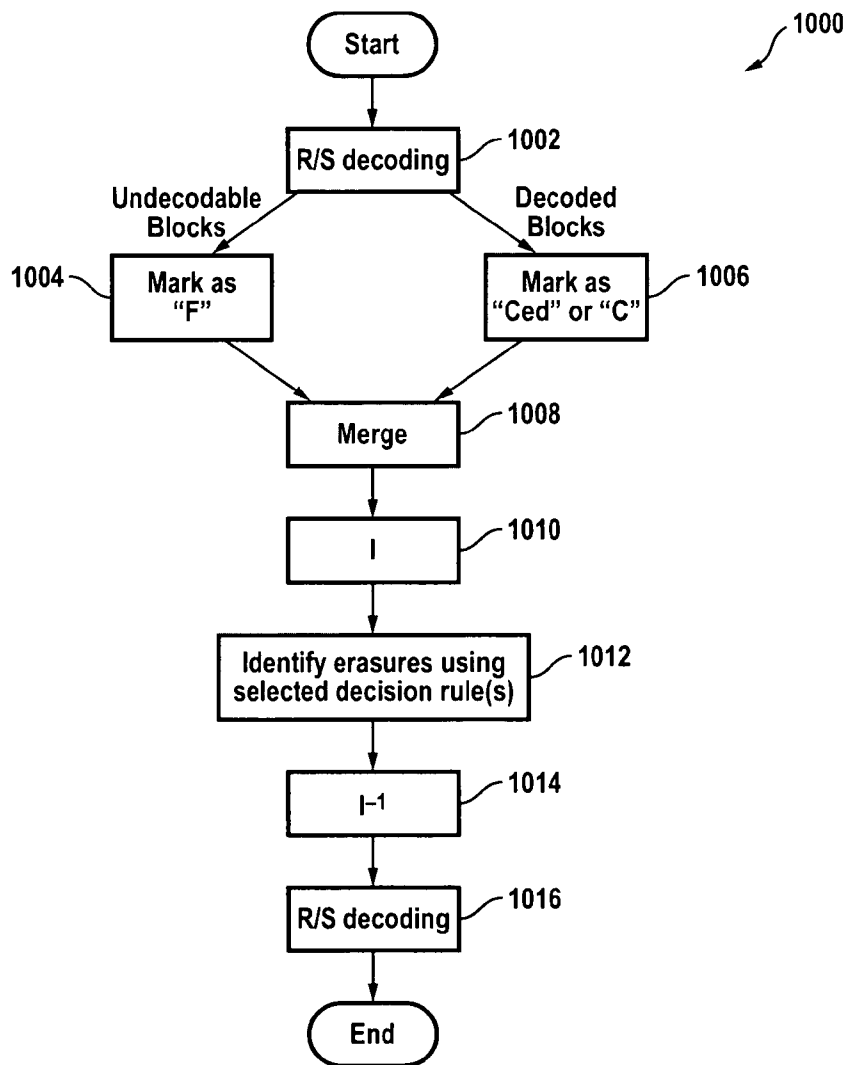 Start
1000
R/S decoding
1002
Undecodable
Blocks
Decoded
Blocks
1004
Mark as
“F”
Mark as
“Ced” or “C”
1006
Merge
1008
I
1010
Identify erasures using
selected decision rule(s)
1012
I–1
1014
R/S decoding
1016
End